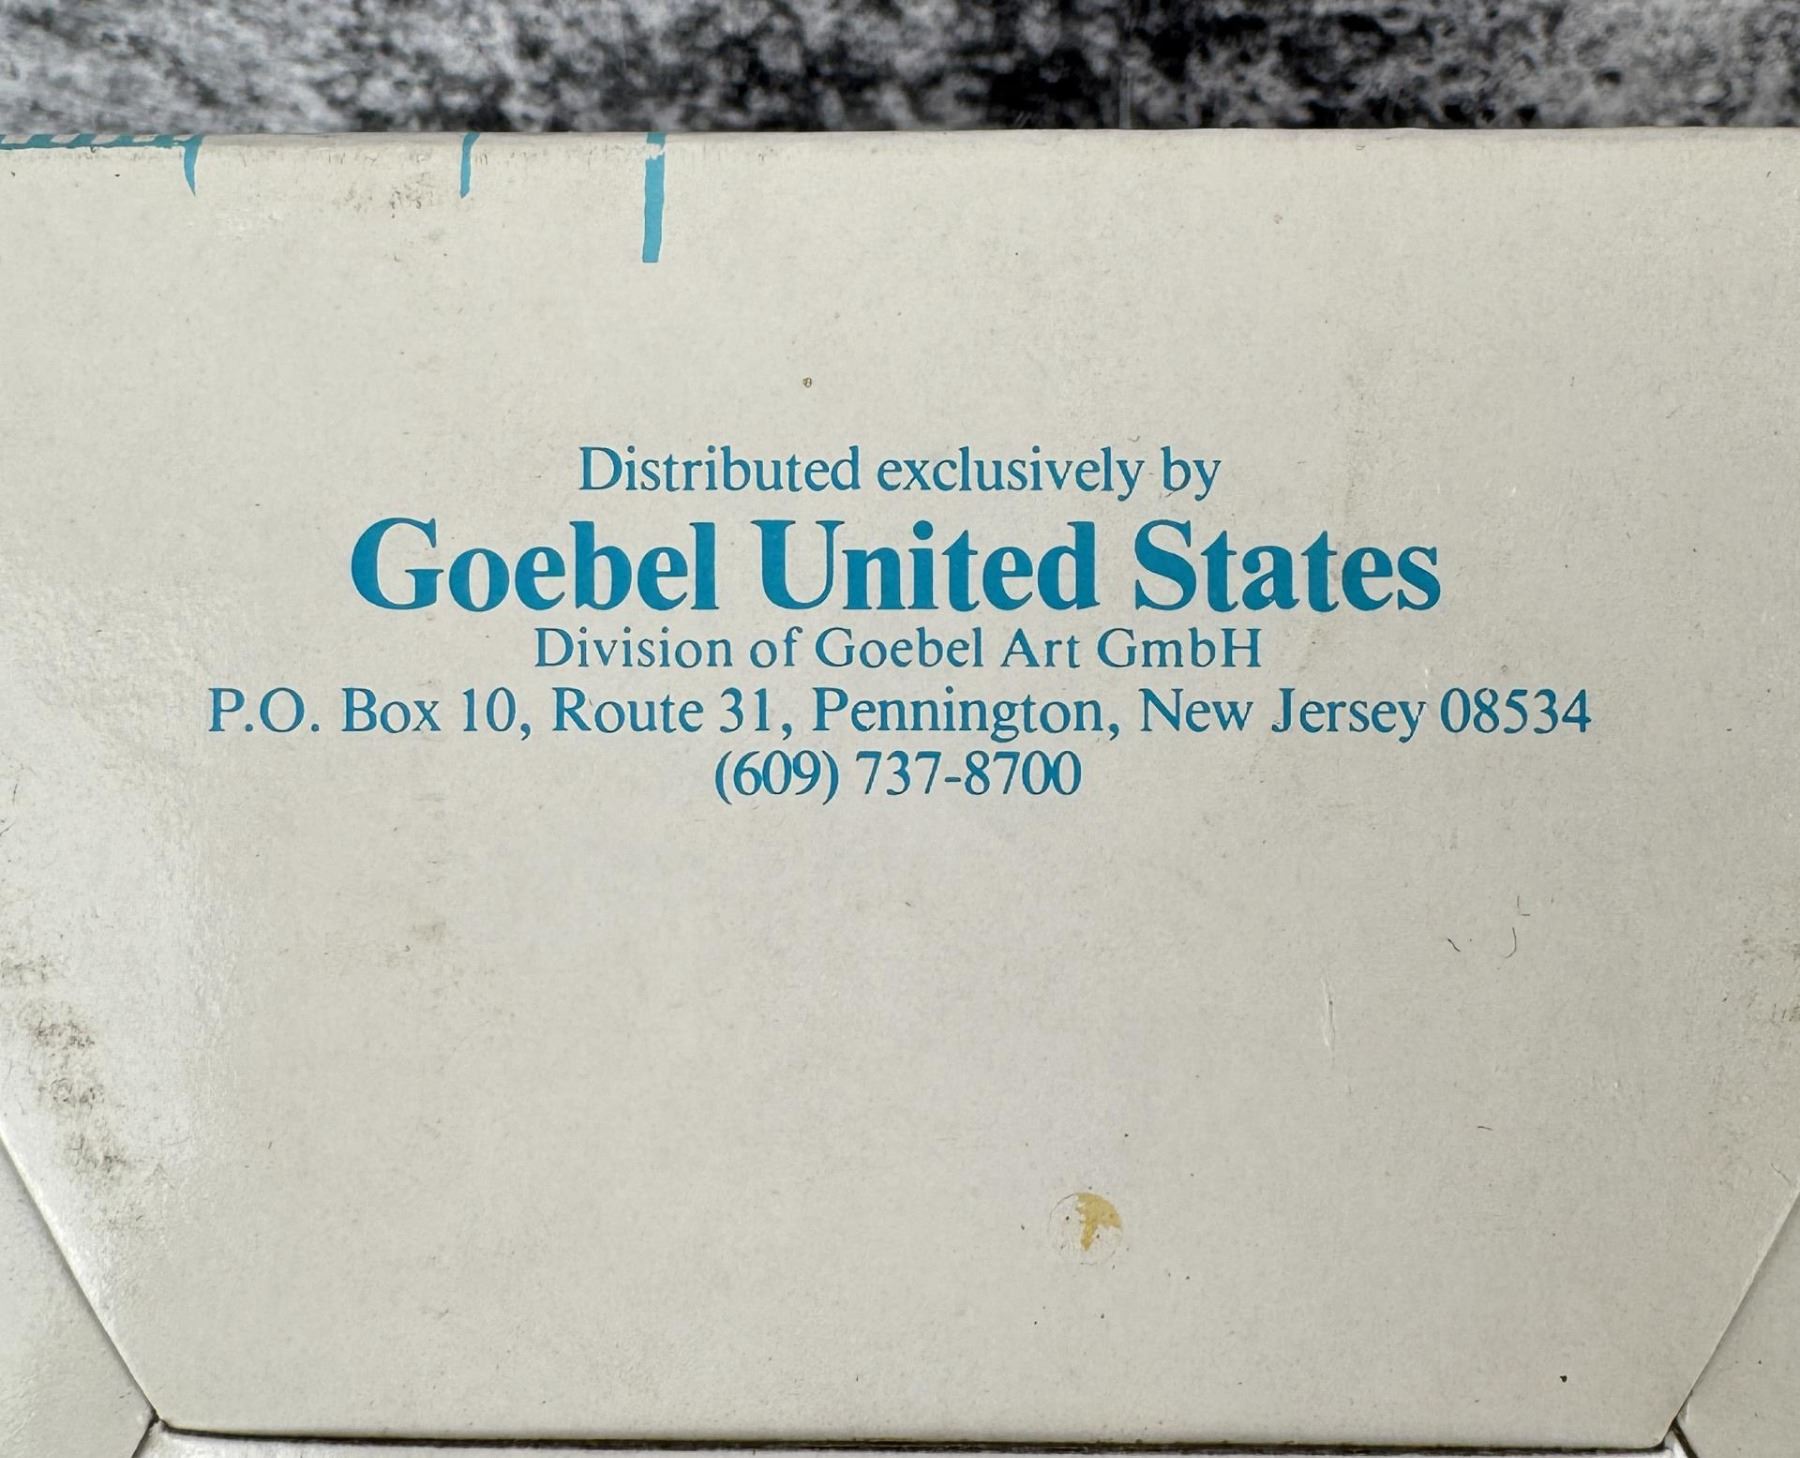 Distributed exclusively by
Goebel United States
Division of Goebel Art GmbH
P.O. Box 10, Route 31, Pennington, New Jersey 08534
(609) 737-8700